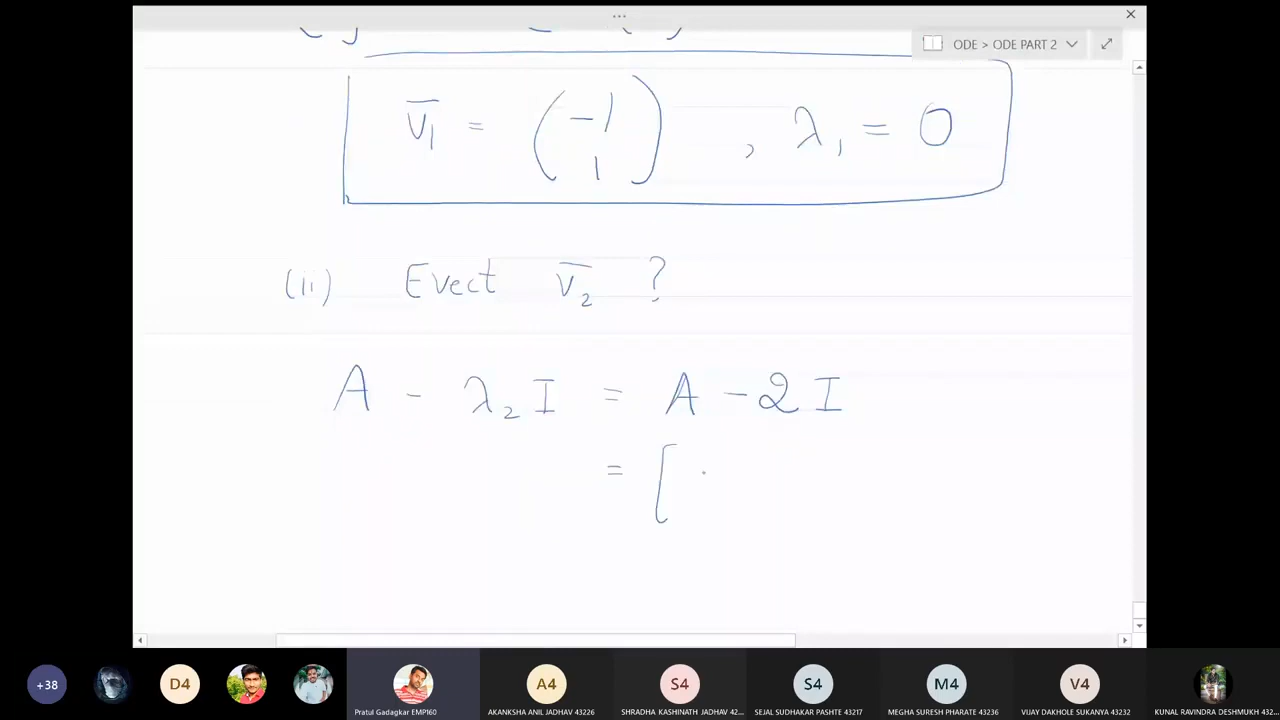 ...
ODE > ODE PART 2
v̅₁ = (-1 1) , λ₁ = 0
(ii) Evect v̅₂ ?
A - λ₂ I = A - 2 I
= [
+38
D4
A4
S4
S4
M4
V4
Pratul Gadagkar EMP160
AKANKSHA ANIL JADHAV 43226
SHRADHA KASHINATH JADHAV 42...
SEJAL SUDHAKAR PASHTE 43217
MEGHA SURESH PHARATE 43236
VIJAY DAKHOLE SUKANYA 43232
KUNAL RAVINDRA DESHMUKH 432...